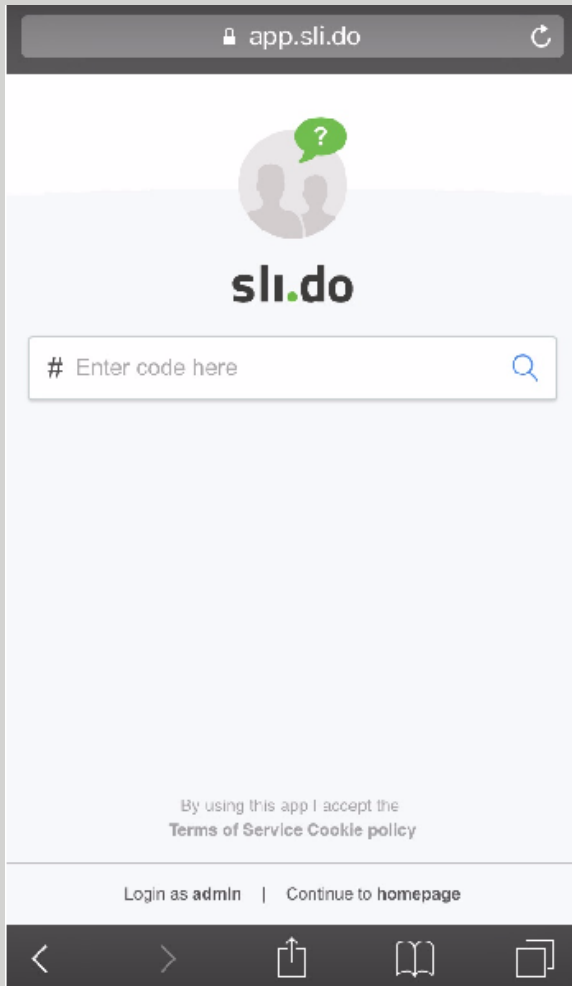 app.sli.do
?
sli.do
# Enter code here
By using this app I accept the
Terms of Service Cookie policy
Login as admin | Continue to homepage